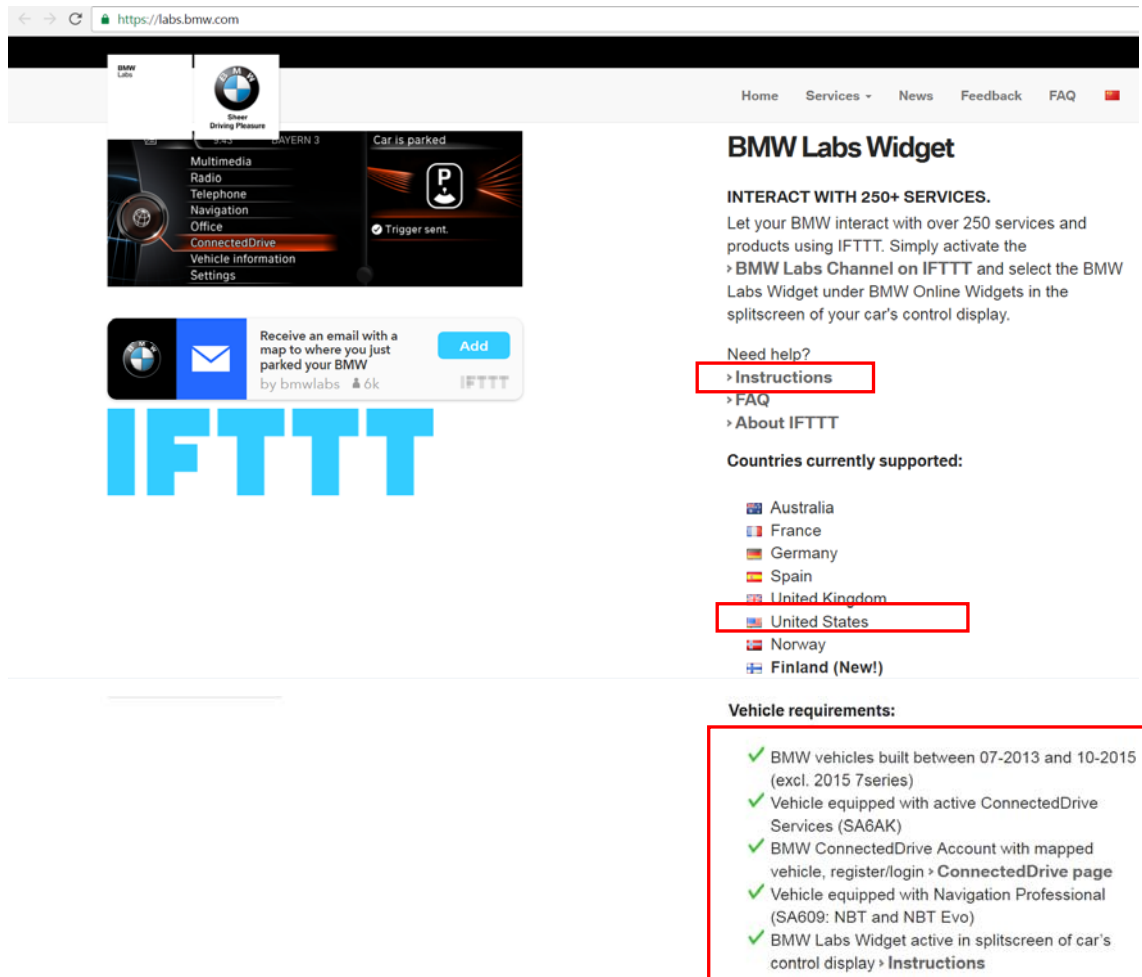 https://labs.bmw.com
BMW
Labs
BMW
Sheer
Driving Pleasure
Home Services News Feedback FAQ
9:43 BAYERN 3 Car is parked
Multimedia
Radio
Telephone
Navigation
Office
ConnectedDrive
Vehicle information
Settings
P
Trigger sent.
Receive an email with a
map to where you just
parked your BMW
by bmwlabs 6k
Add
IFTTT
IFTTT
BMW Labs Widget
INTERACT WITH 250+ SERVICES.
Let your BMW interact with over 250 services and
products using IFTTT. Simply activate the
› BMW Labs Channel on IFTTT and select the BMW
Labs Widget under BMW Online Widgets in the
splitscreen of your car's control display.
Need help?
› Instructions
› FAQ
› About IFTTT
Countries currently supported:
Australia
France
Germany
Spain
United Kingdom
United States
Norway
Finland (New!)
Vehicle requirements:
BMW vehicles built between 07-2013 and 10-2015
(excl. 2015 7series)
Vehicle equipped with active ConnectedDrive
Services (SA6AK)
BMW ConnectedDrive Account with mapped
vehicle, register/login › ConnectedDrive page
Vehicle equipped with Navigation Professional
(SA609: NBT and NBT Evo)
BMW Labs Widget active in splitscreen of car's
control display › Instructions